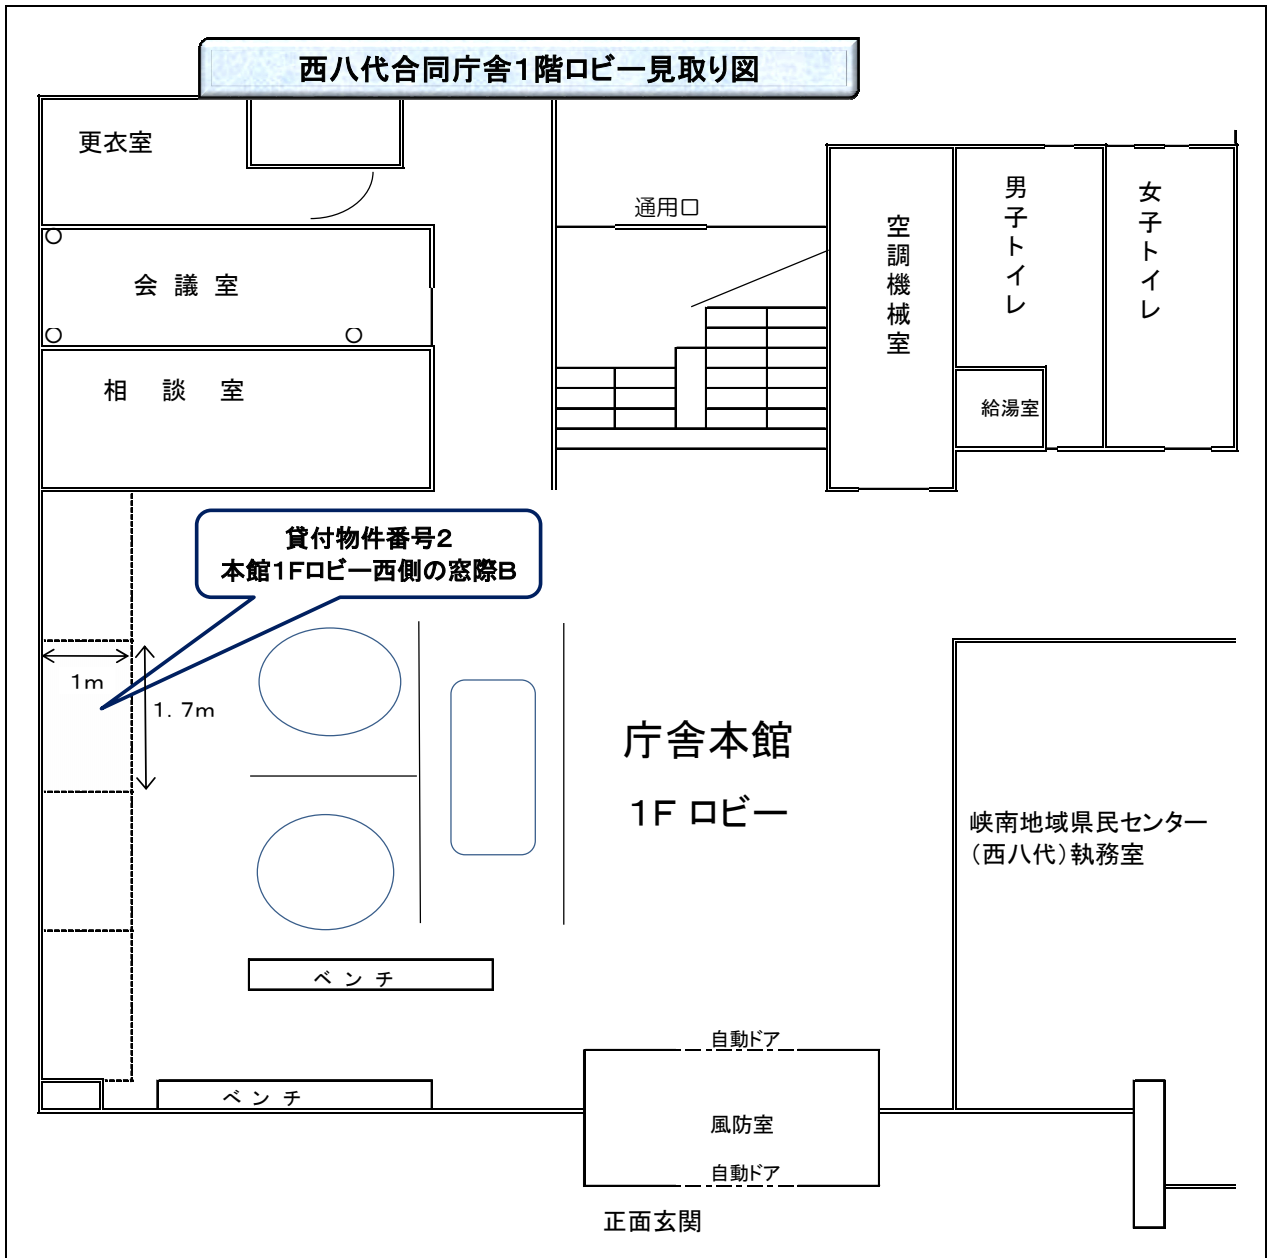 西八代合同庁舎１階ロビー見取り図
更衣室
通用口
男子トイレ
女子トイレ
空調機械室
会 議 室
相 談 室
給湯室
貸付物件番号２
本館１Fロビー西側の窓際Ｂ
１ｍ
１．７ｍ
庁舎本館
１Ｆ ロビー
峡南地域県民センター
（西八代）執務室
ベ ン チ
自動ドア
ベ ン チ
風防室
自動ドア
正面玄関